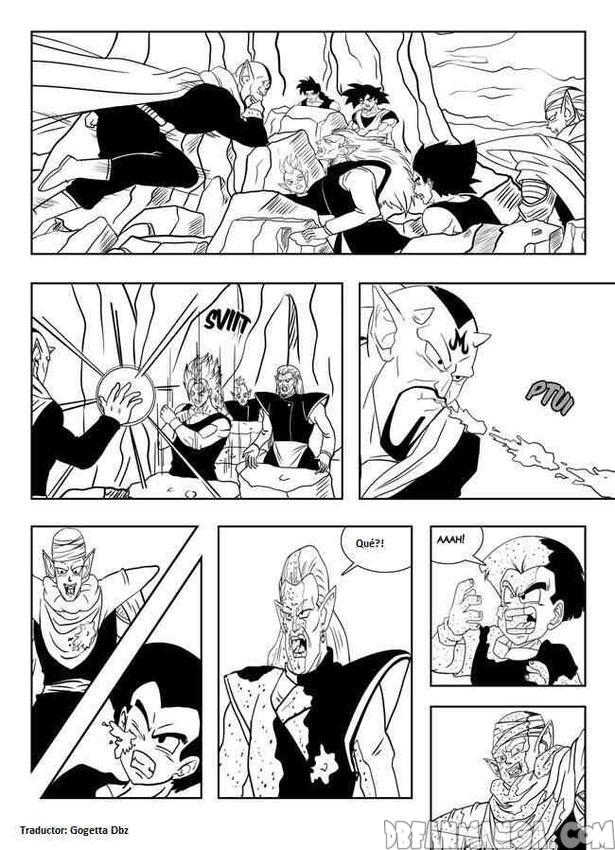 SVIIT
PTUI
Qué?!
AAAH!
Traductor: Gogetta Dbz
DBFANMANGA.COM